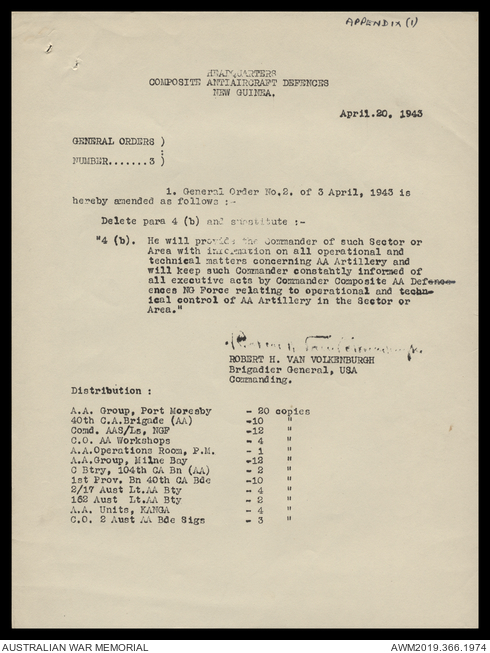 APPENDIX (1)
HEADQUARTERS
COMPOSITE ANTIAIRCRAFT DEFENCES
NEW GUINEA.
April.20. 1943
GENERAL ORDERS )
:
NUMBER.......3 )
1. General Order No.2. of 3 April, 1943 is
hereby amended as follows :-
Delete para 4 (b) and substitute :-
"4 (b). He will provide the Commander of such Sector or
Area with information on all operational and
technical matters concerning AA Artillery and
will keep such Commander constahtly informed of
all executive acts by Commander Composite AA Defence
ences NG Force relating to operational and techn-
ical control of AA Artillery in the Sector or
Area."
ROBERT H. VAN VOLKENBURGH
Brigadier General, USA
Commanding.
Distribution :
A.A. Group, Port Moresby - 20 copies
40th C.A.Brigade (AA) -10 "
Comd. AAS/Ls, NGF -12 "
C.O. AA Workshops - 4 "
A.A.Operations Room, P.M. - 1 "
A.A.Group, Milne Bay -12 "
C Btry, 104th CA Bn (AA) - 2 "
1st Prov. Bn 40th CA Bde -10 "
2/17 Aust Lt.AA Bty - 4 "
162 Aust Lt.AA Bty - 2 "
A.A. Units, KANGA - 4 "
C.O. 2 Aust AA Bde Sigs - 3 "
AUSTRALIAN WAR MEMORIAL
AWM2019.366.1974